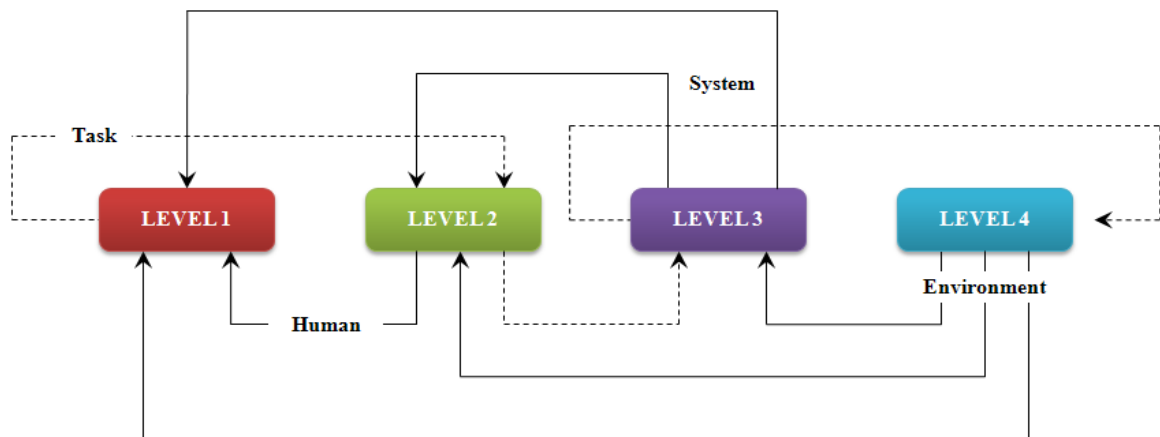 System
Task
LEVEL 1
LEVEL 2
LEVEL 3
LEVEL 4
Environment
Human